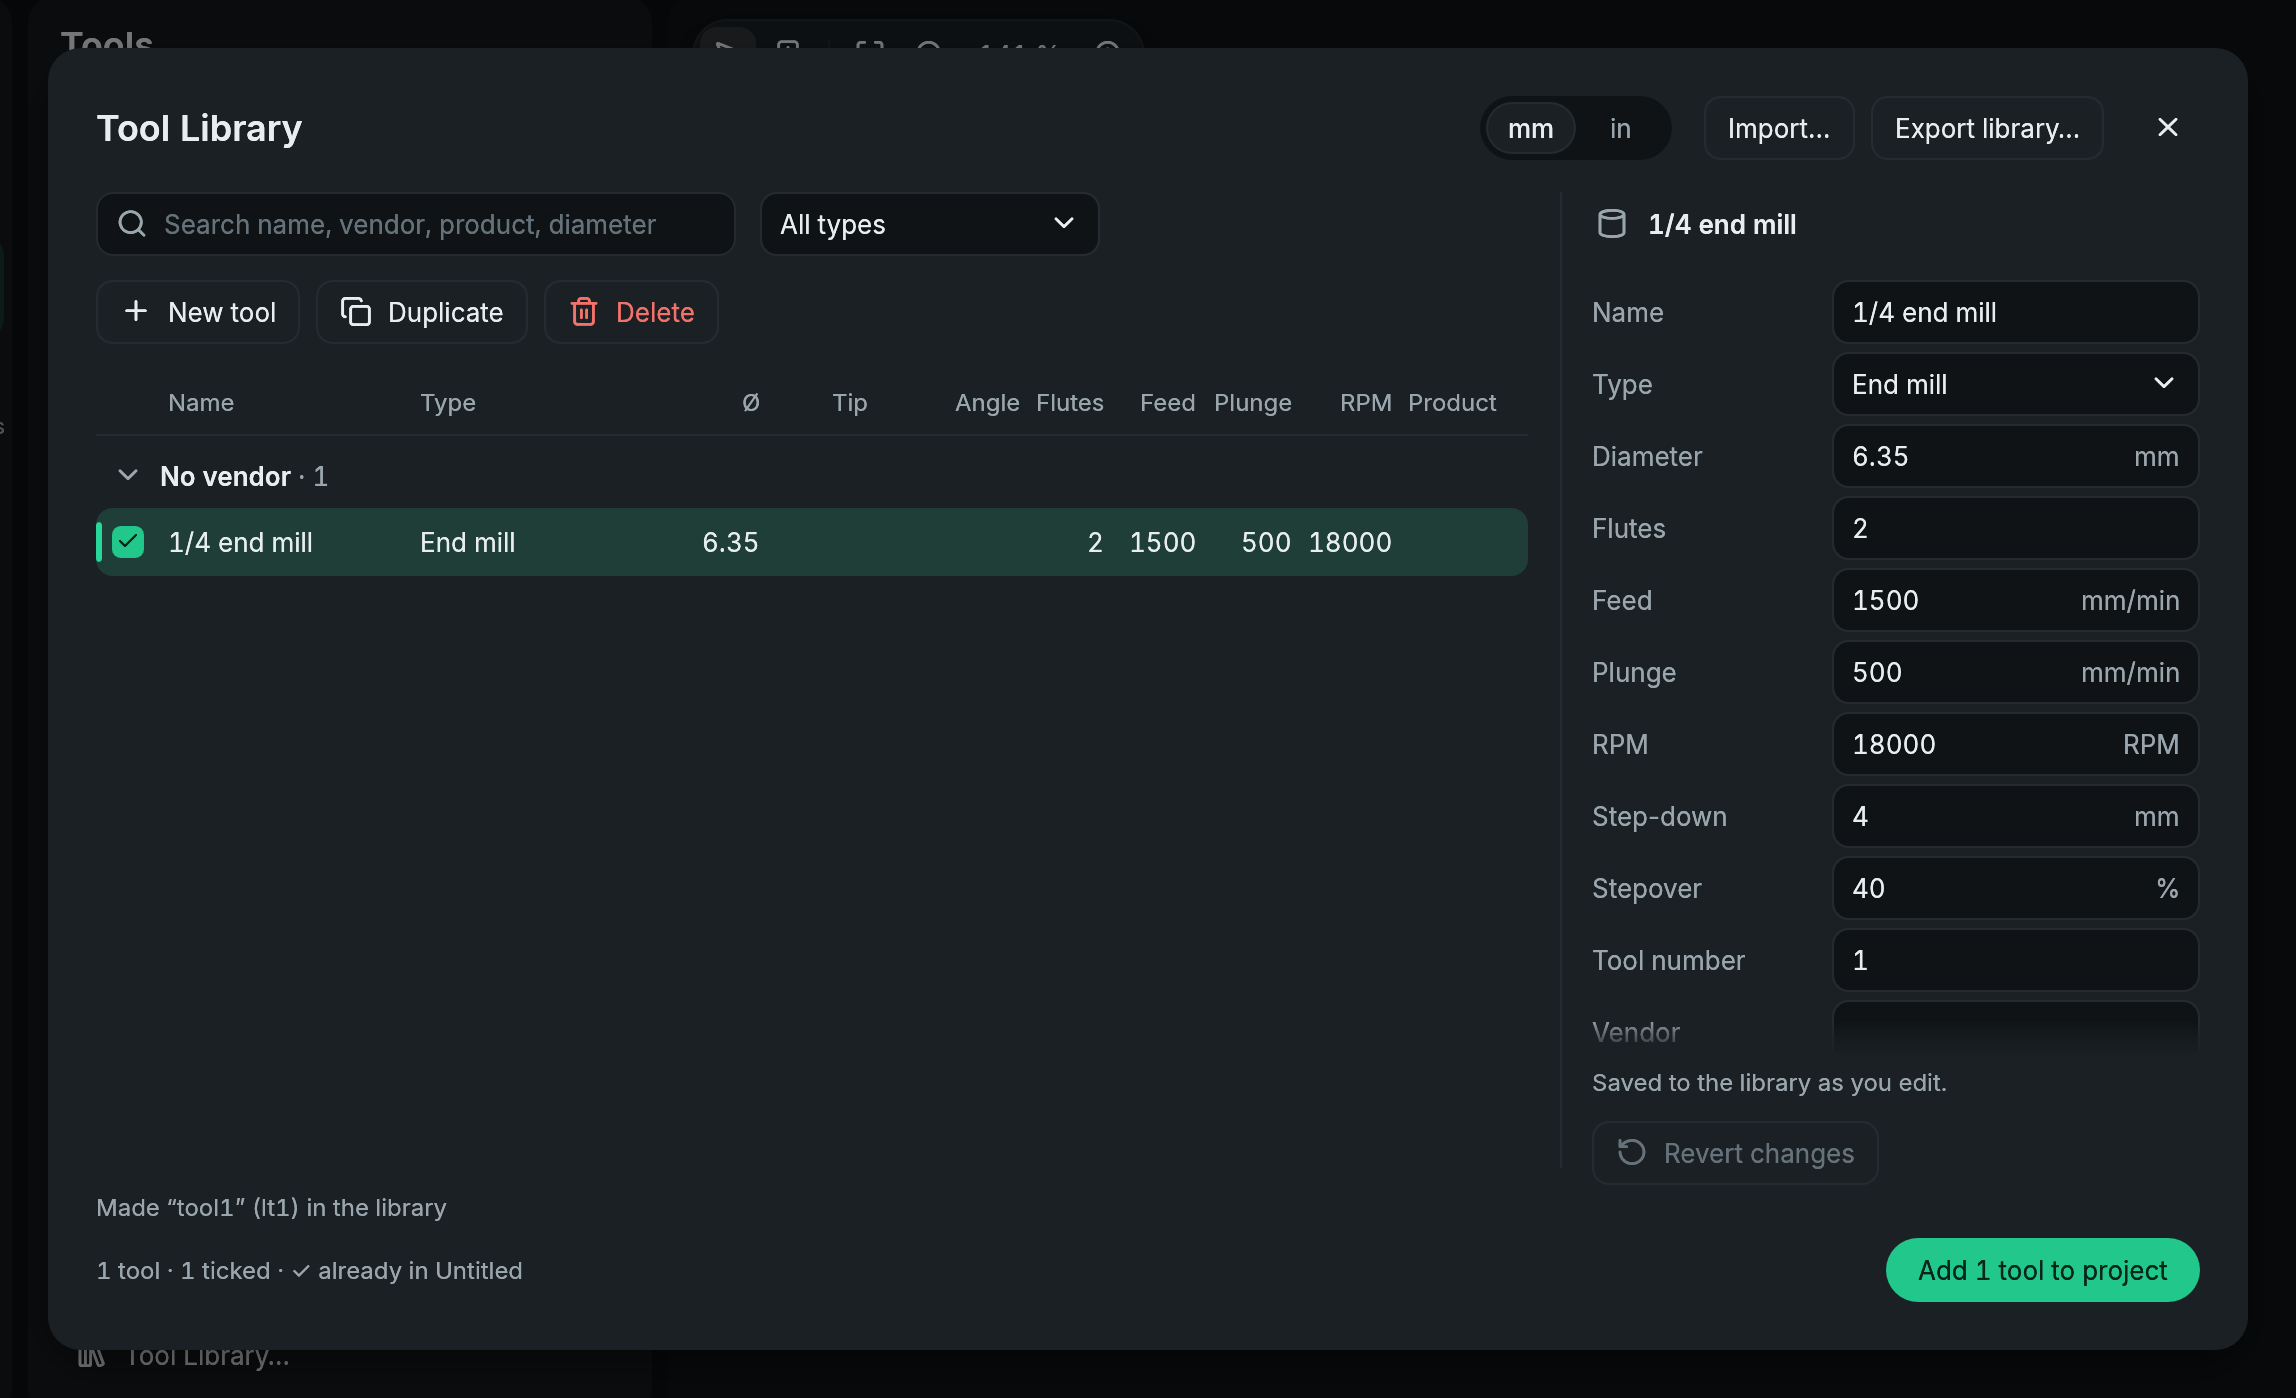 Tools
141 %
Tool Library
mm in Import... Export library... 
Search name, vendor, product, diameter All types
New tool Duplicate Delete
Name Type Ø Tip Angle Flutes Feed Plunge RPM Product
No vendor · 1
1/4 end mill End mill 6.35 2 1500 500 18000
1/4 end mill
Name 1/4 end mill
Type End mill
Diameter 6.35 mm
Flutes 2
Feed 1500 mm/min
Plunge 500 mm/min
RPM 18000 RPM
Step-down 4 mm
Stepover 40 %
Tool number 1
Vendor
Saved to the library as you edit.
Revert changes
Made “tool1” (lt1) in the library
1 tool · 1 ticked · ✓ already in Untitled
Add 1 tool to project
Tool Library...